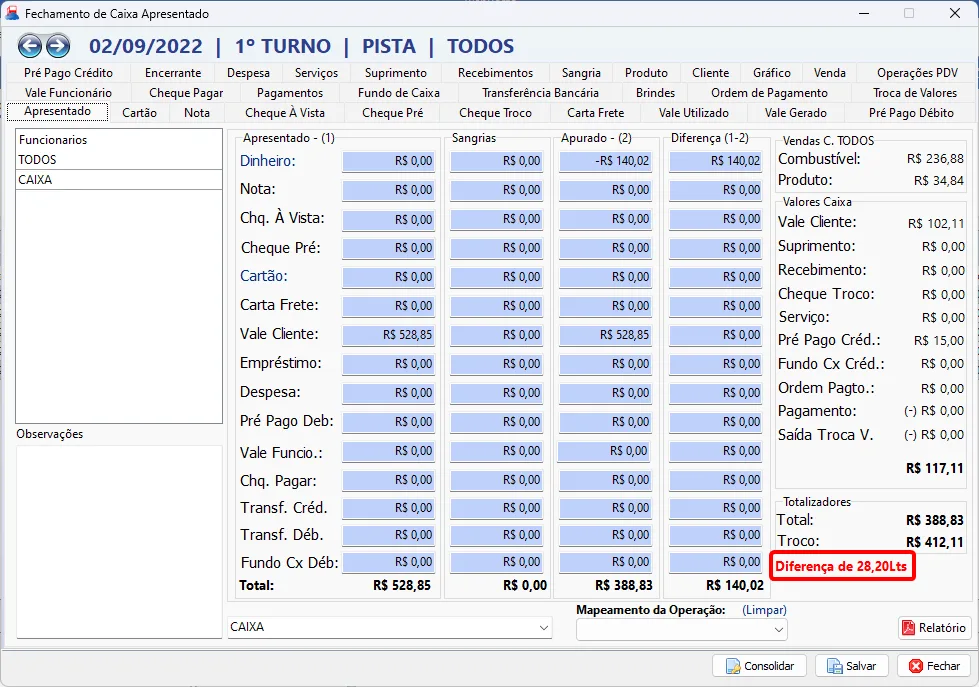 Fechamento de Caixa Apresentado
02/09/2022 | 1º TURNO | PISTA | TODOS
Pré Pago Crédito Encerrante Despesa Serviços Suprimento Recebimentos Sangria Produto Cliente Gráfico Venda Operações PDV
Vale Funcionário Cheque Pagar Pagamentos Fundo de Caixa Transferência Bancária Brindes Ordem de Pagamento Troca de Valores
Apresentado Cartão Nota Cheque À Vista Cheque Pré Cheque Troco Carta Frete Vale Utilizado Vale Gerado Pré Pago Débito
Funcionarios
TODOS
CAIXA
Observações
Apresentado - (1) Sangrias Apurado - (2) Diferença (1-2)
Dinheiro: R$ 0,00 R$ 0,00 -R$ 140,02 R$ 140,02
Nota: R$ 0,00 R$ 0,00 R$ 0,00 R$ 0,00
Chq. À Vista: R$ 0,00 R$ 0,00 R$ 0,00 R$ 0,00
Cheque Pré: R$ 0,00 R$ 0,00 R$ 0,00 R$ 0,00
Cartão: R$ 0,00 R$ 0,00 R$ 0,00 R$ 0,00
Carta Frete: R$ 0,00 R$ 0,00 R$ 0,00 R$ 0,00
Vale Cliente: R$ 528,85 R$ 0,00 R$ 528,85 R$ 0,00
Empréstimo: R$ 0,00 R$ 0,00 R$ 0,00 R$ 0,00
Despesa: R$ 0,00 R$ 0,00 R$ 0,00 R$ 0,00
Pré Pago Deb: R$ 0,00 R$ 0,00 R$ 0,00 R$ 0,00
Vale Funcio.: R$ 0,00 R$ 0,00 R$ 0,00 R$ 0,00
Chq. Pagar: R$ 0,00 R$ 0,00 R$ 0,00 R$ 0,00
Transf. Créd. R$ 0,00 R$ 0,00 R$ 0,00 R$ 0,00
Transf. Déb. R$ 0,00 R$ 0,00 R$ 0,00 R$ 0,00
Fundo Cx Déb: R$ 0,00 R$ 0,00 R$ 0,00 R$ 0,00
Total: R$ 528,85 R$ 0,00 R$ 388,83 R$ 140,02
Vendas C. TODOS
Combustível: R$ 236,88
Produto: R$ 34,84
Valores Caixa
Vale Cliente: R$ 102,11
Suprimento: R$ 0,00
Recebimento: R$ 0,00
Cheque Troco: R$ 0,00
Serviço: R$ 0,00
Pré Pago Créd.: R$ 15,00
Fundo Cx Créd.: R$ 0,00
Ordem Pagto.: R$ 0,00
Pagamento: (-) R$ 0,00
Saída Troca V. (-) R$ 0,00
R$ 117,11
Totalizadores
Total: R$ 388,83
Troco: R$ 412,11
Diferença de 28,20Lts
CAIXA
Mapeamento da Operação: (Limpar)
Relatório
Consolidar Salvar Fechar